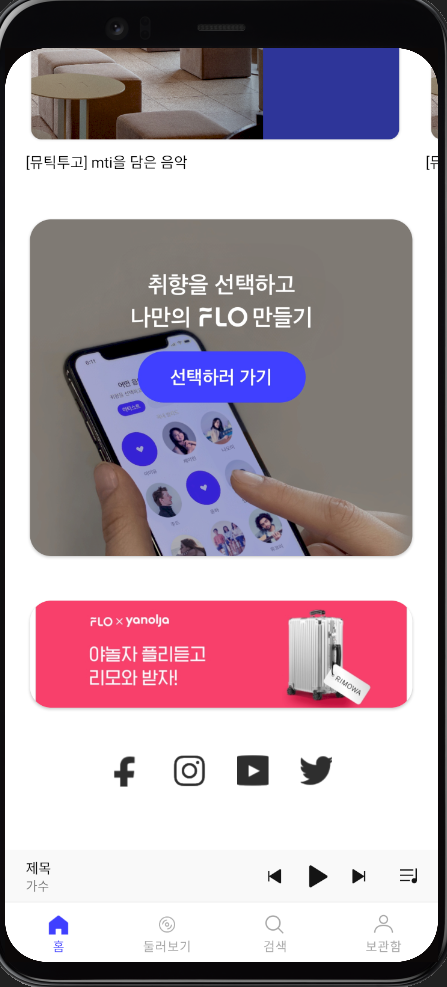 [뮤틱투고] mti을 담은 음악
[뮤
취향을 선택하고
나만의 FLO 만들기
선택하러 가기
FLO × yanolja
야놀자 플리듣고
리모와 받자!
RIMOWA
제목
가수
홈
둘러보기
검색
보관함